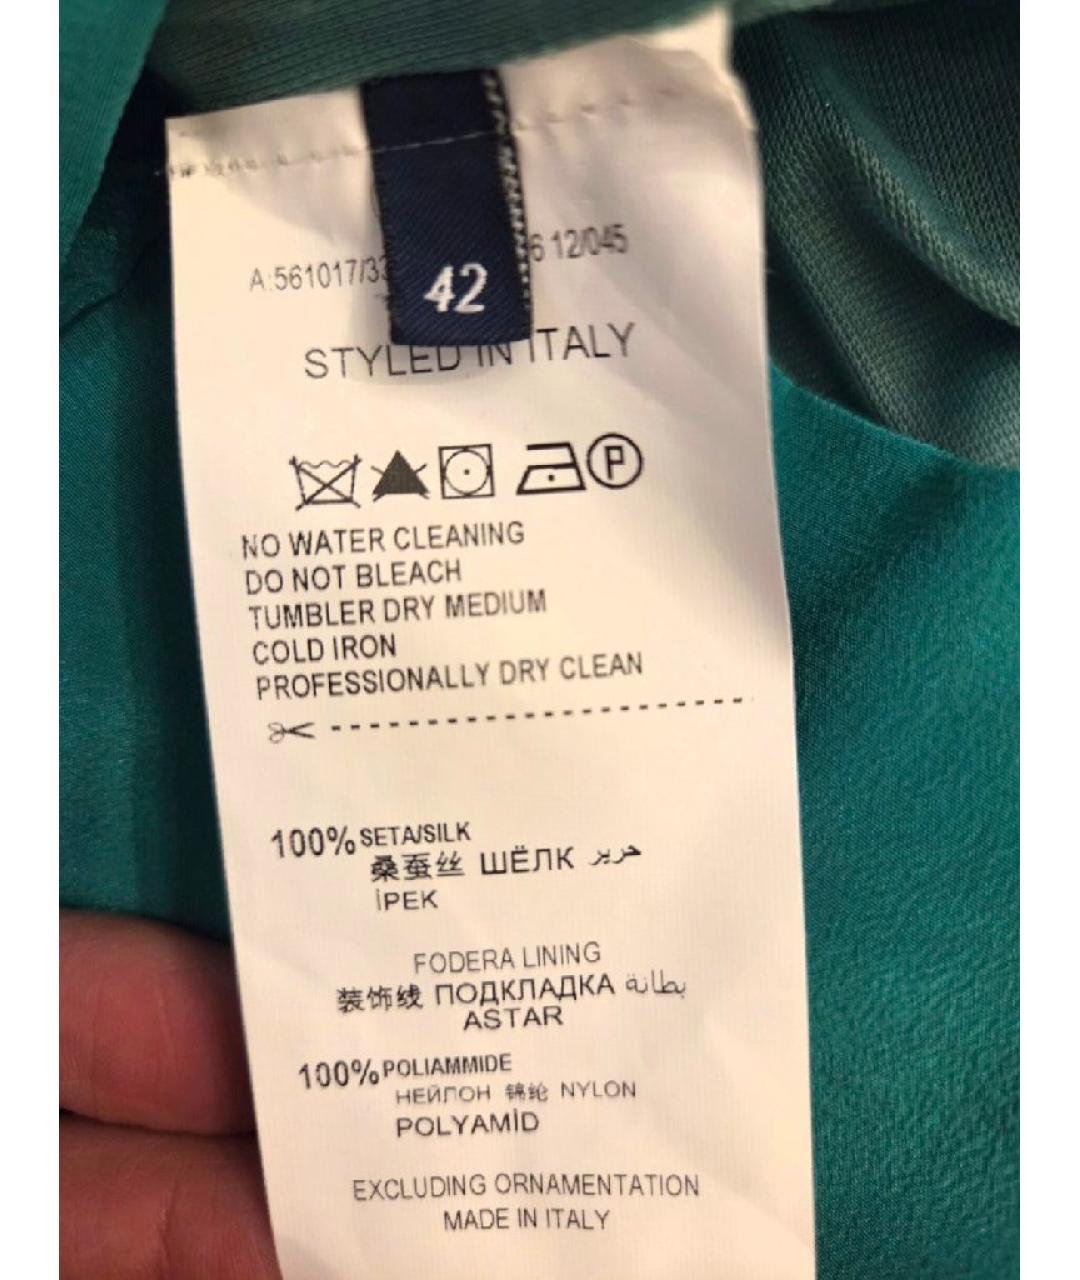 A:561017/33 6 12/045
42
STYLED IN ITALY
P
NO WATER CLEANING
DO NOT BLEACH
TUMBLER DRY MEDIUM
COLD IRON
PROFESSIONALLY DRY CLEAN
100% SETA/SILK
桑蚕丝 ШЁЛК حرير
İPEK
FODERA LINING
装饰线 ПОДКЛАДКА بطانة
ASTAR
100% POLIAMMIDE
НЕЙЛОН 锦纶 NYLON
POLYAMİD
EXCLUDING ORNAMENTATION
MADE IN ITALY